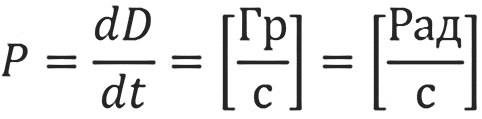 P = dD/dt = [Гр/с] = [Рад/с]